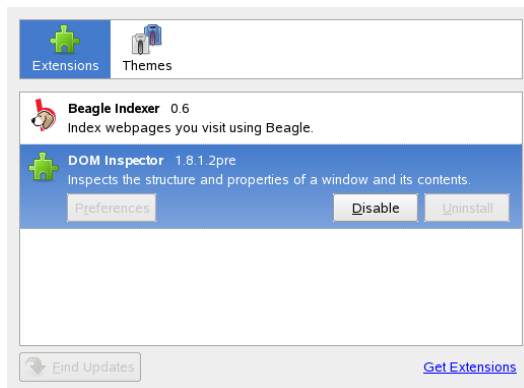 Extensions Themes
Beagle Indexer 0.6
Index webpages you visit using Beagle.
DOM Inspector 1.8.1.2pre
Inspects the structure and properties of a window and its contents.
Preferences Disable Uninstall
Find Updates Get Extensions